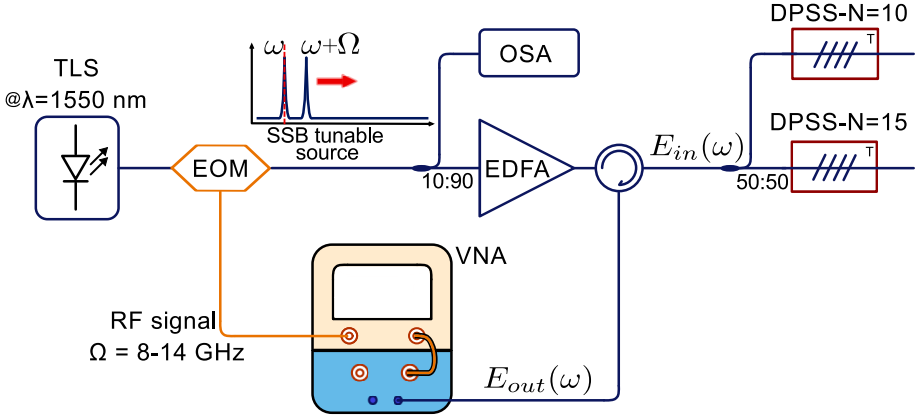 DPSS-N=10
ω ω+Ω
OSA
T
TLS
@λ=1550 nm
SSB tunable
source
DPSS-N=15
E_in(ω)
T
EOM
EDFA
10:90
50:50
VNA
RF signal
Ω = 8-14 GHz
E_out(ω)